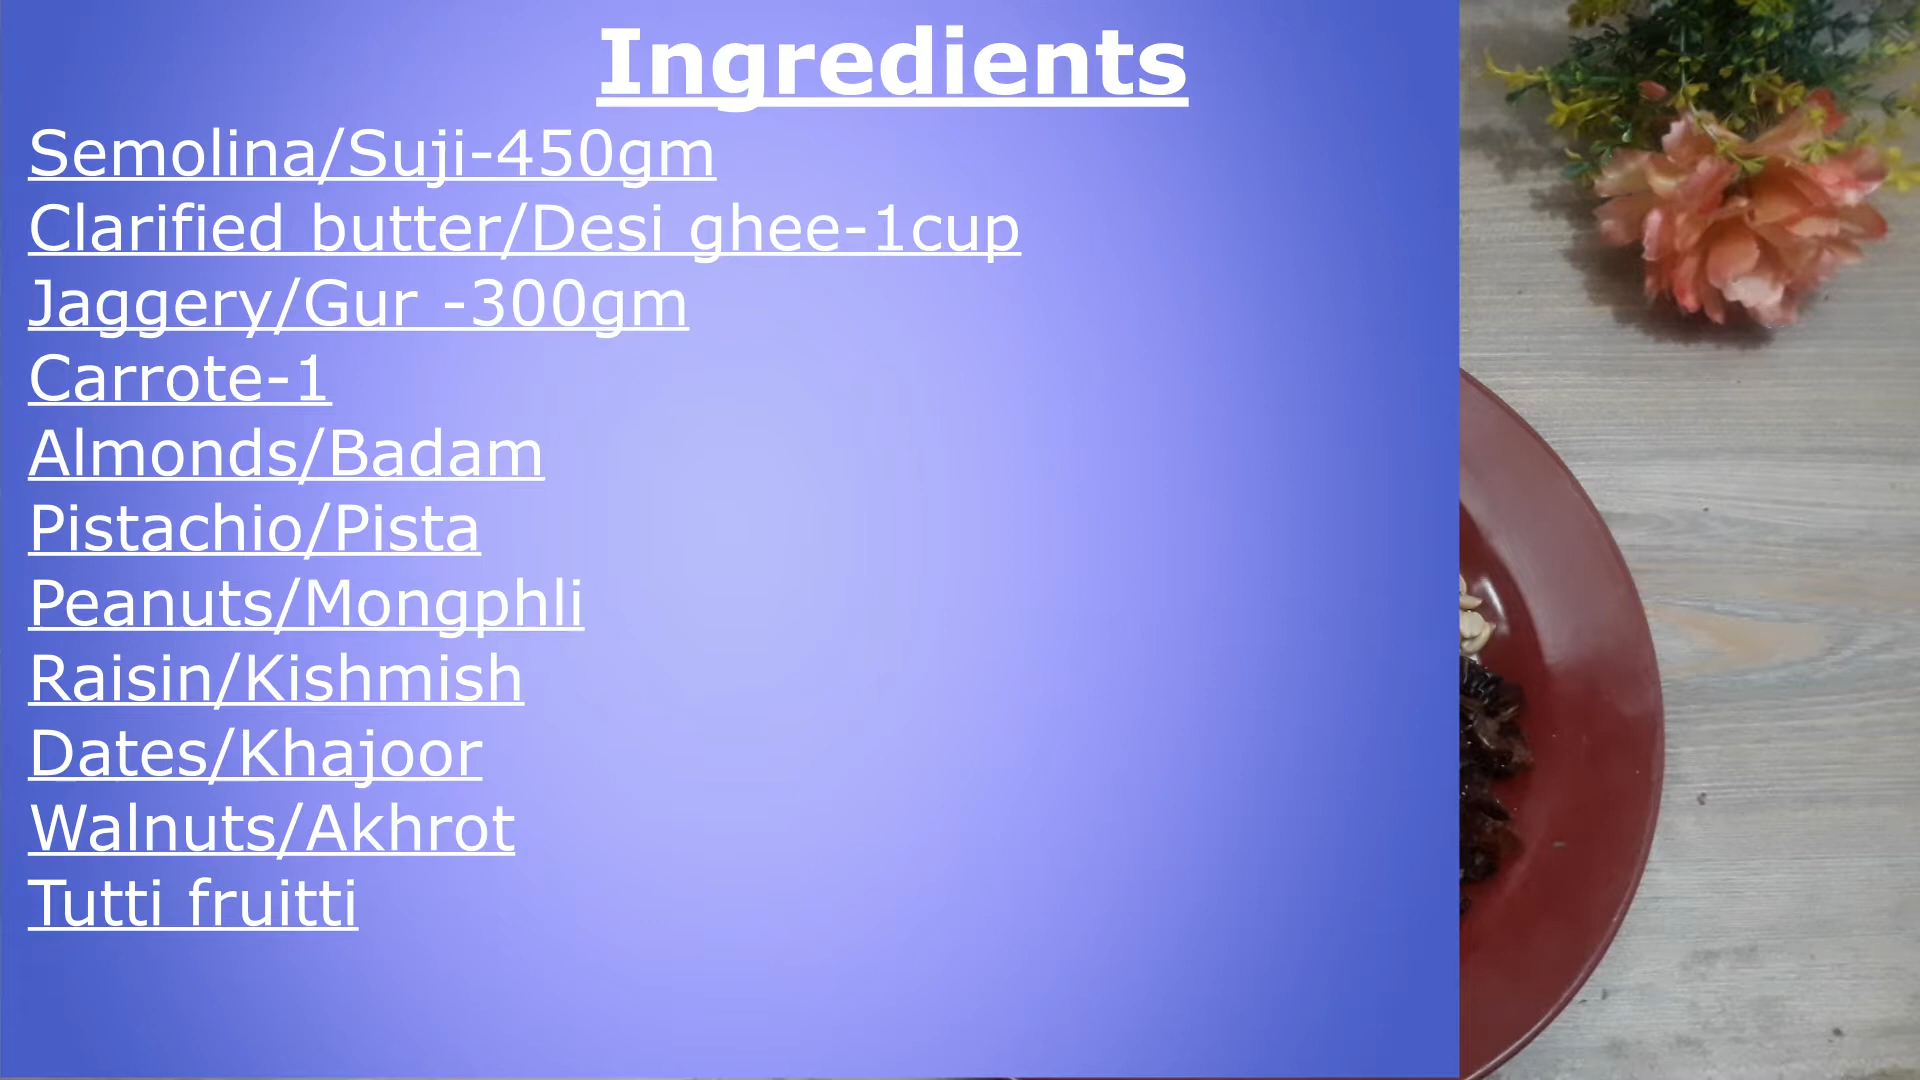 Ingredients
Semolina/Suji-450gm
Clarified butter/Desi ghee-1cup
Jaggery/Gur -300gm
Carrote-1
Almonds/Badam
Pistachio/Pista
Peanuts/Mongphli
Raisin/Kishmish
Dates/Khajoor
Walnuts/Akhrot
Tutti fruitti